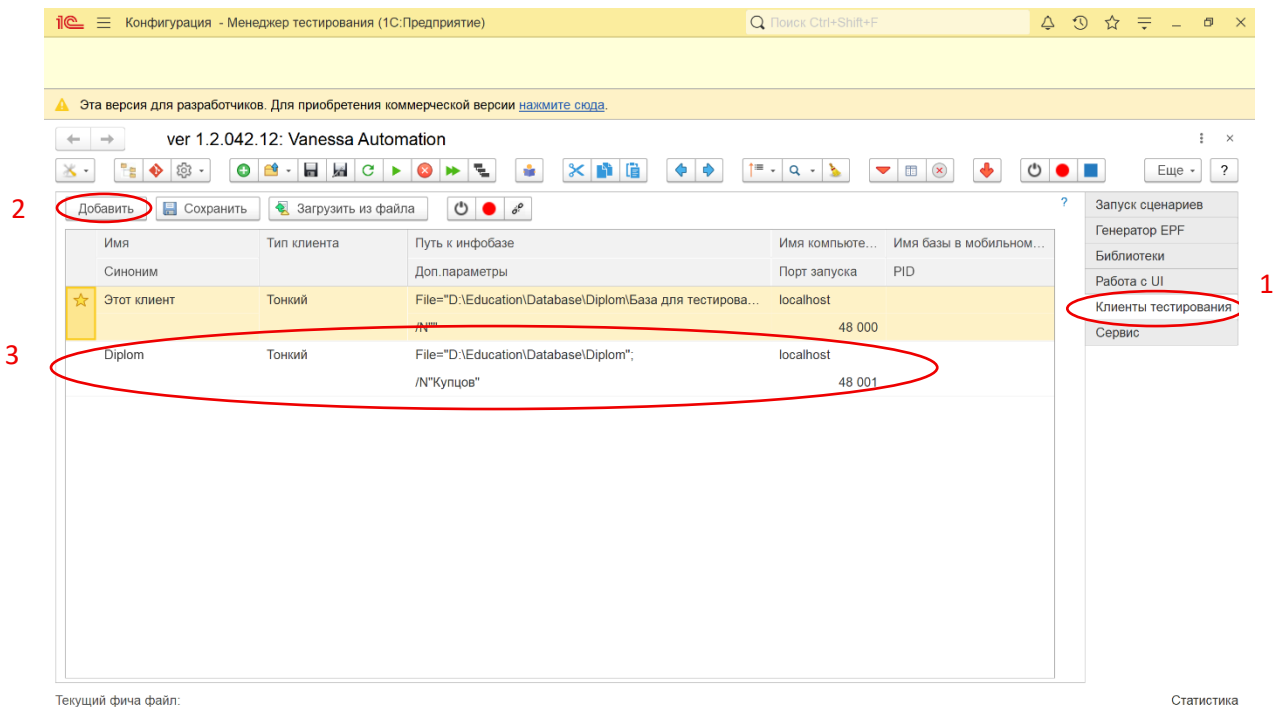 Конфигурация - Менеджер тестирования (1С:Предприятие) Поиск Ctrl+Shift+F
Эта версия для разработчиков. Для приобретения коммерческой версии нажмите сюда.
ver 1.2.042.12: Vanessa Automation
Еще ?
2 Добавить Сохранить Загрузить из файла ? Запуск сценариев
Генератор EPF
Имя Тип клиента Путь к инфобазе Имя компьюте... Имя базы в мобильном...
Библиотеки
Синоним Доп.параметры Порт запуска PID
Работа с UI
1
Этот клиент Тонкий File="D:\Education\Database\Diplom\База для тестирова... localhost
Клиенты тестирования
/N"" 48 000
Сервис
3 Diplom Тонкий File="D:\Education\Database\Diplom"; localhost
/N"Купцов" 48 001
Текущий фича файл: Статистика